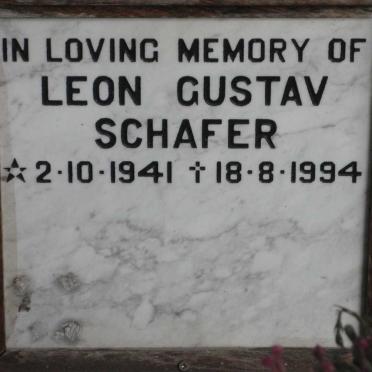 IN LOVING MEMORY OF
LEON GUSTAV
SCHAFER
☆ 2·10·1941 ✝ 18·8·1994